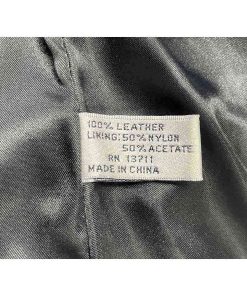 100% LEATHER
LINING: 50% NYLON
50% ACETATE
RN 13711
MADE IN CHINA